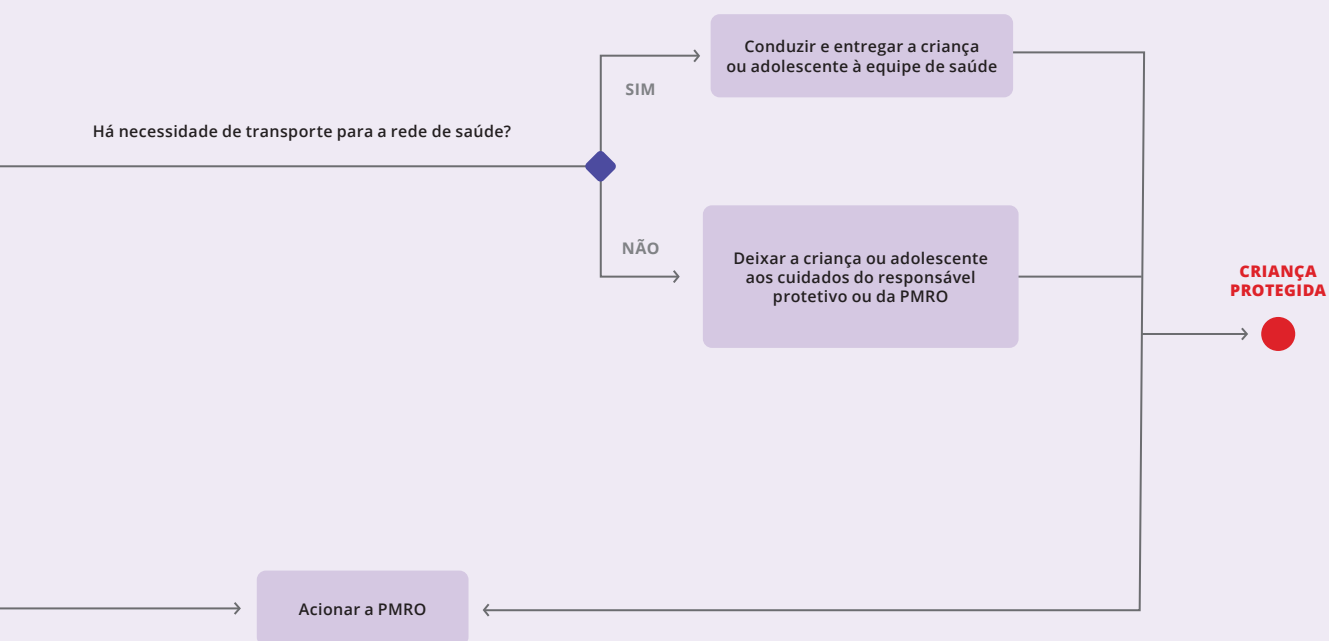 Conduzir e entregar a criança
ou adolescente à equipe de saúde
SIM
Há necessidade de transporte para a rede de saúde?
NÃO
Deixar a criança ou adolescente
aos cuidados do responsável
protetivo ou da PMRO
CRIANÇA
PROTEGIDA
Acionar a PMRO